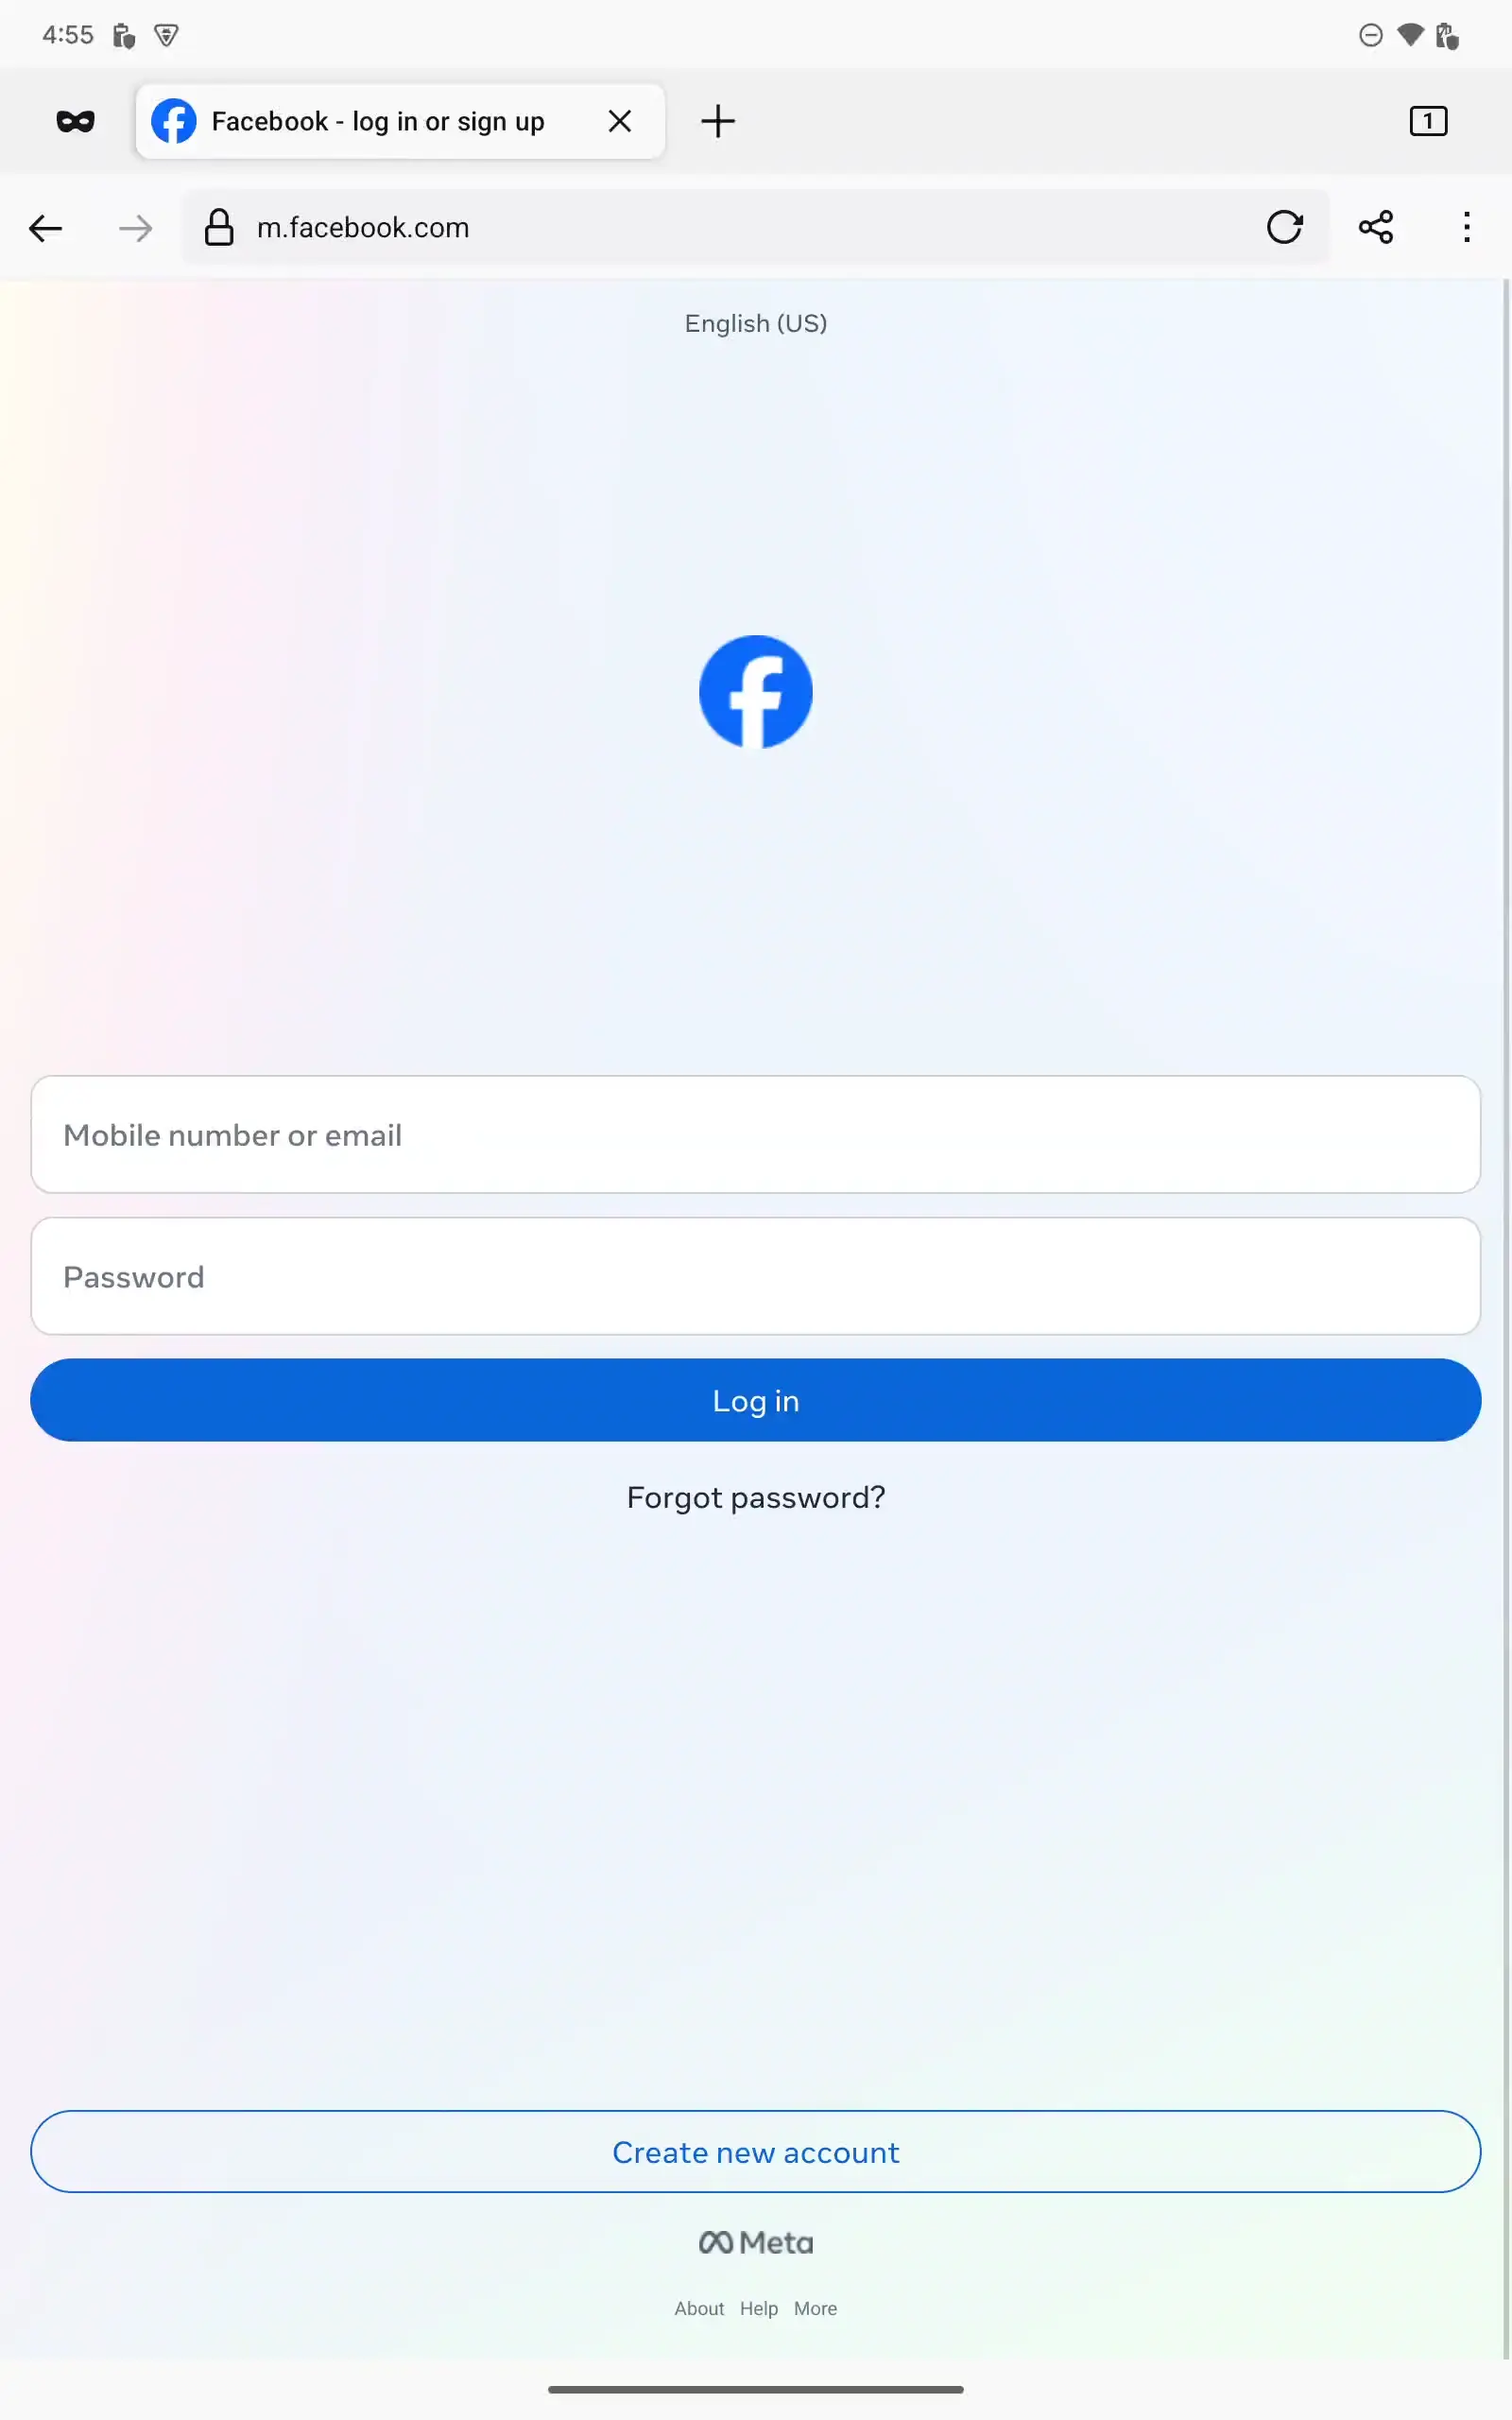 4:55
Facebook - log in or sign up
1
m.facebook.com
English (US)
Mobile number or email
Password
Log in
Forgot password?
Create new account
Meta
About Help More